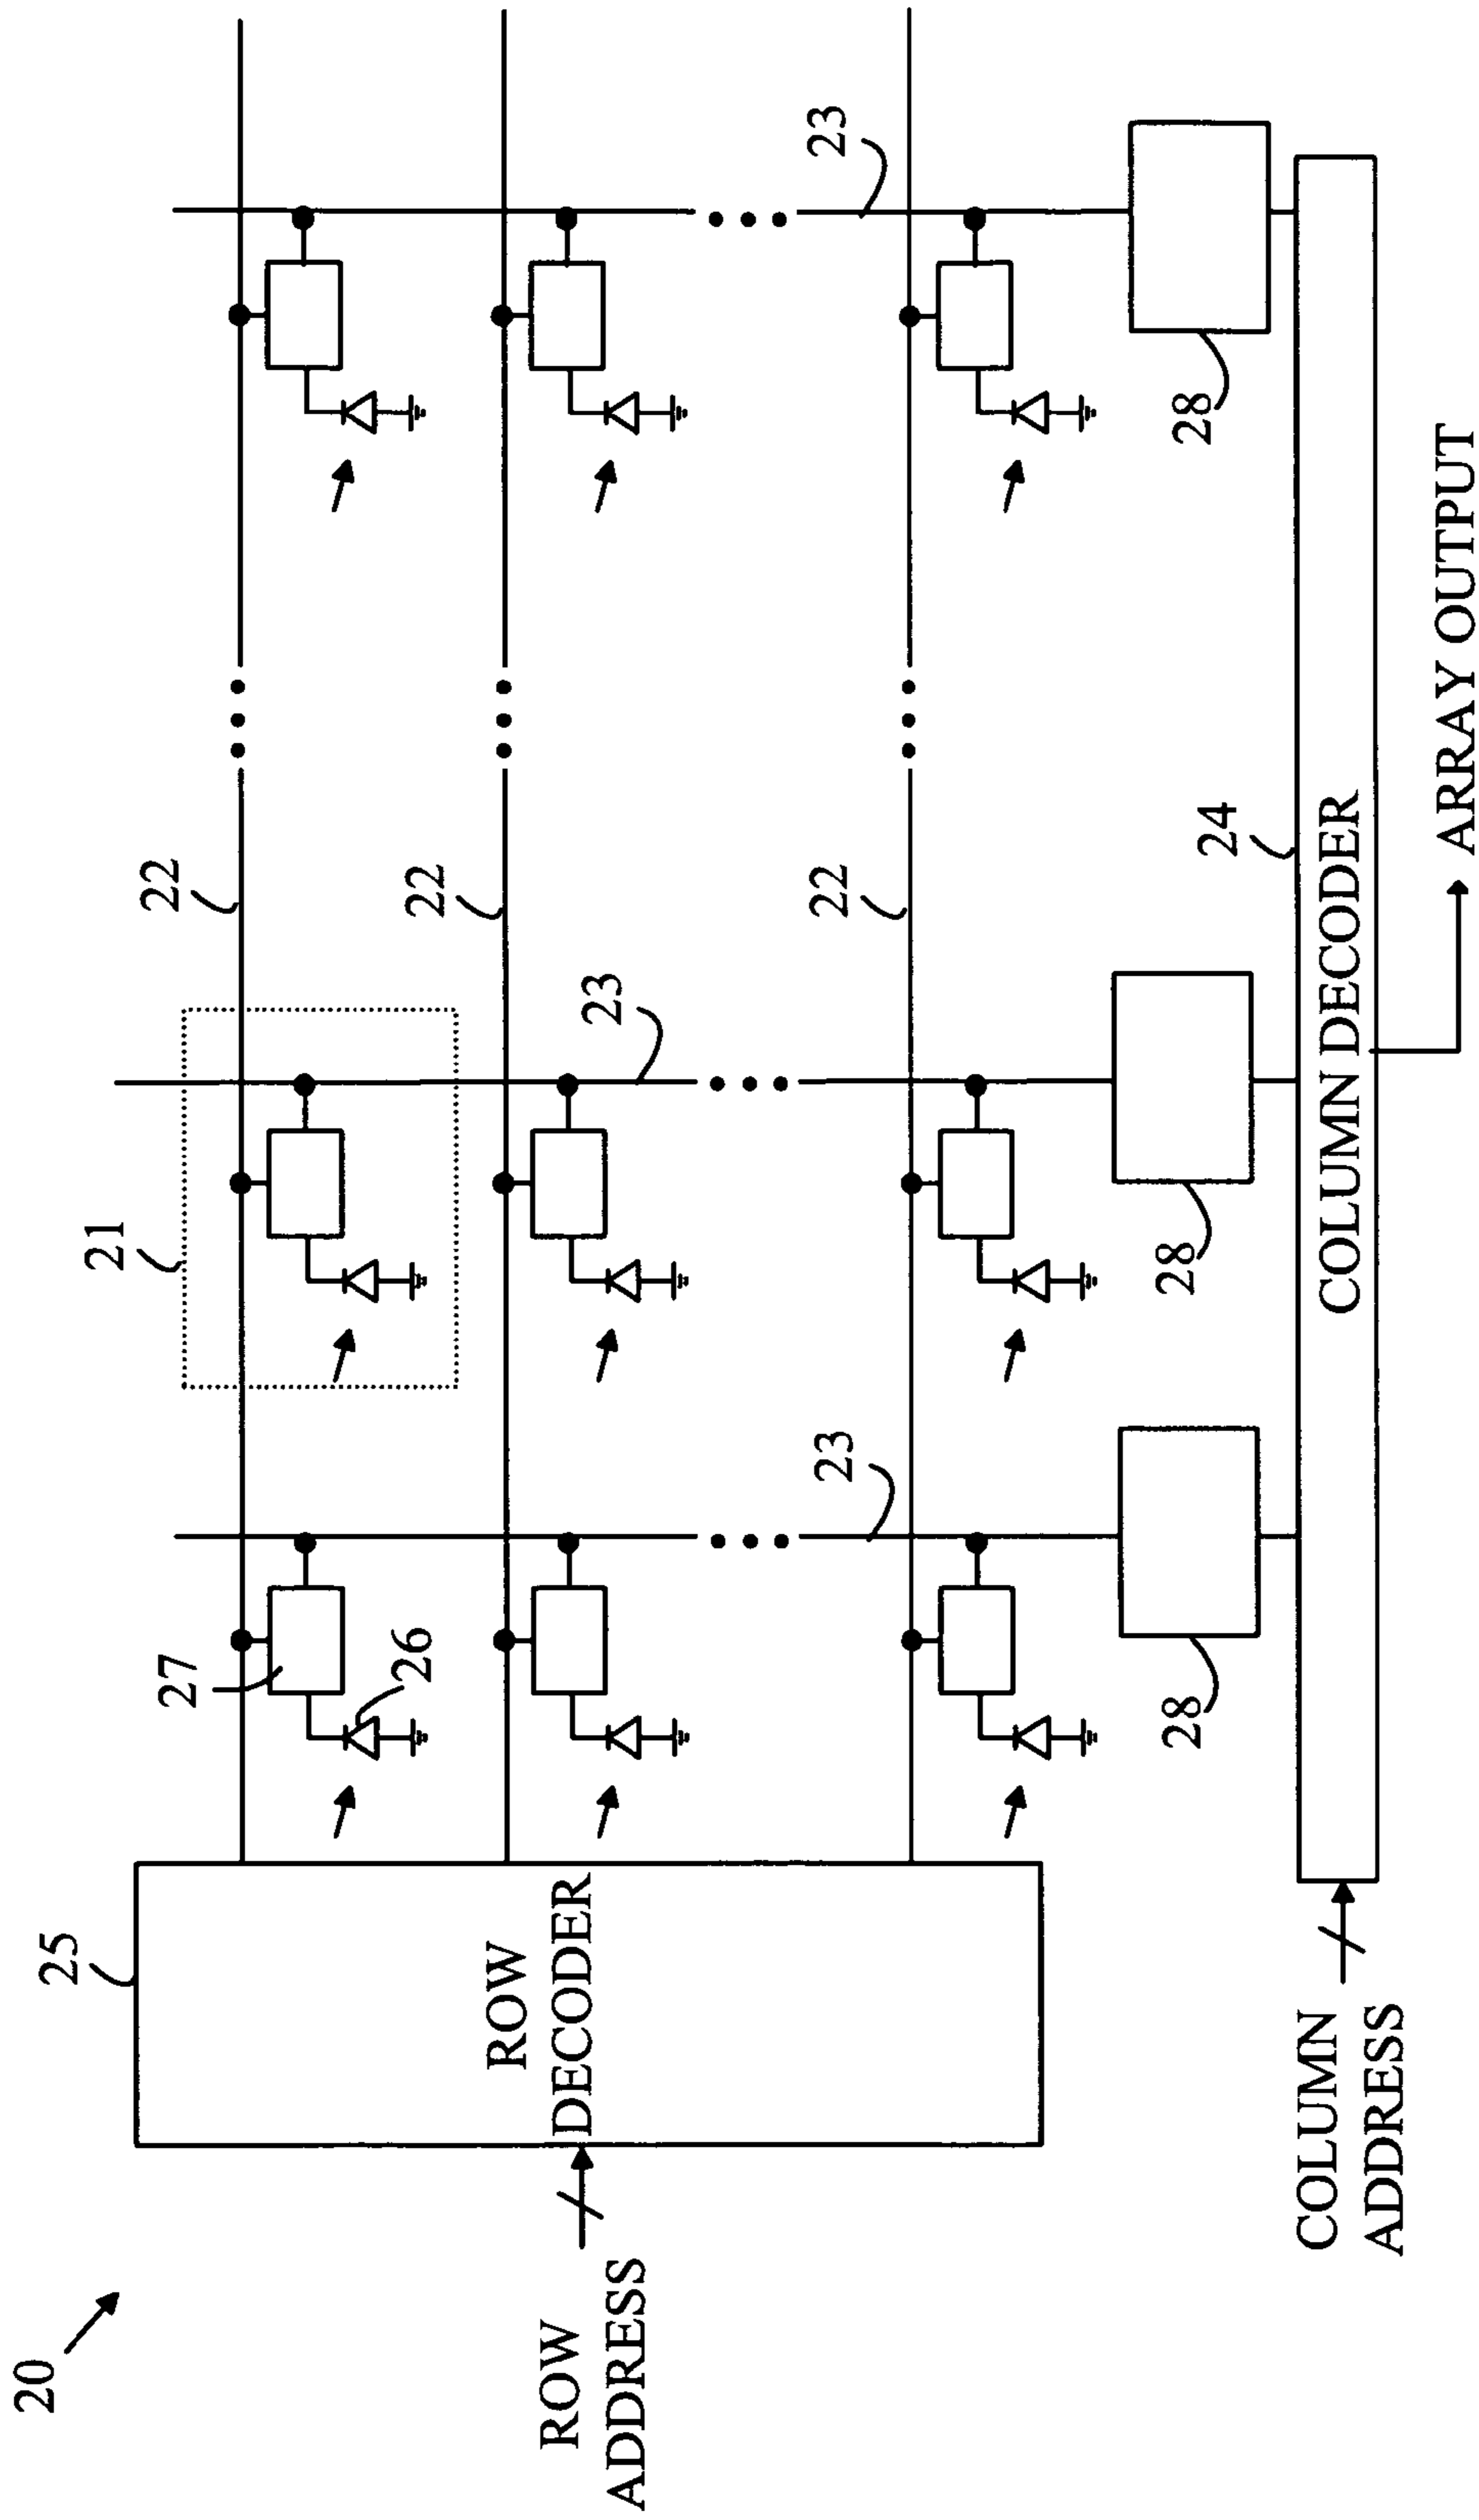 20
25
21
22
27
26
22
23
22
23
23
28
28
28
24
ROW
DECODER
ROW
ADDRESS
COLUMN
ADDRESS
COLUMN DECODER
ARRAY OUTPUT